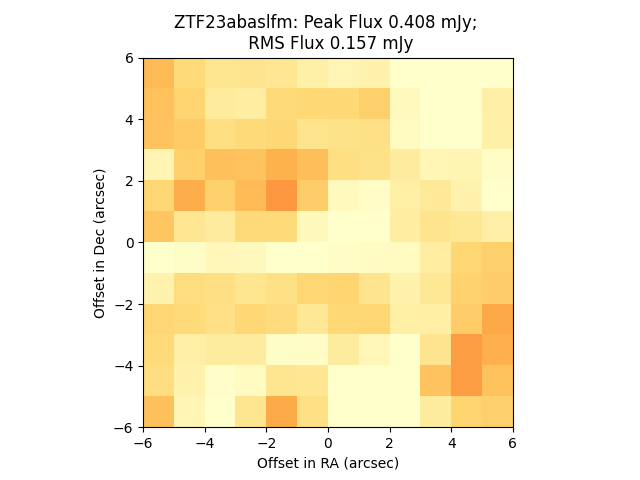 ZTF23abaslfm: Peak Flux 0.408 mJy;
RMS Flux 0.157 mJy
6
4
2
0
−2
−4
−6
Offset in Dec (arcsec)
−6 −4 −2 0 2 4 6
Offset in RA (arcsec)